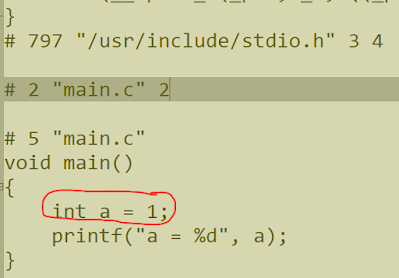 }
# 797 "/usr/include/stdio.h" 3 4
# 2 "main.c" 2
# 5 "main.c"
void main()
{
int a = 1;
printf("a = %d", a);
}